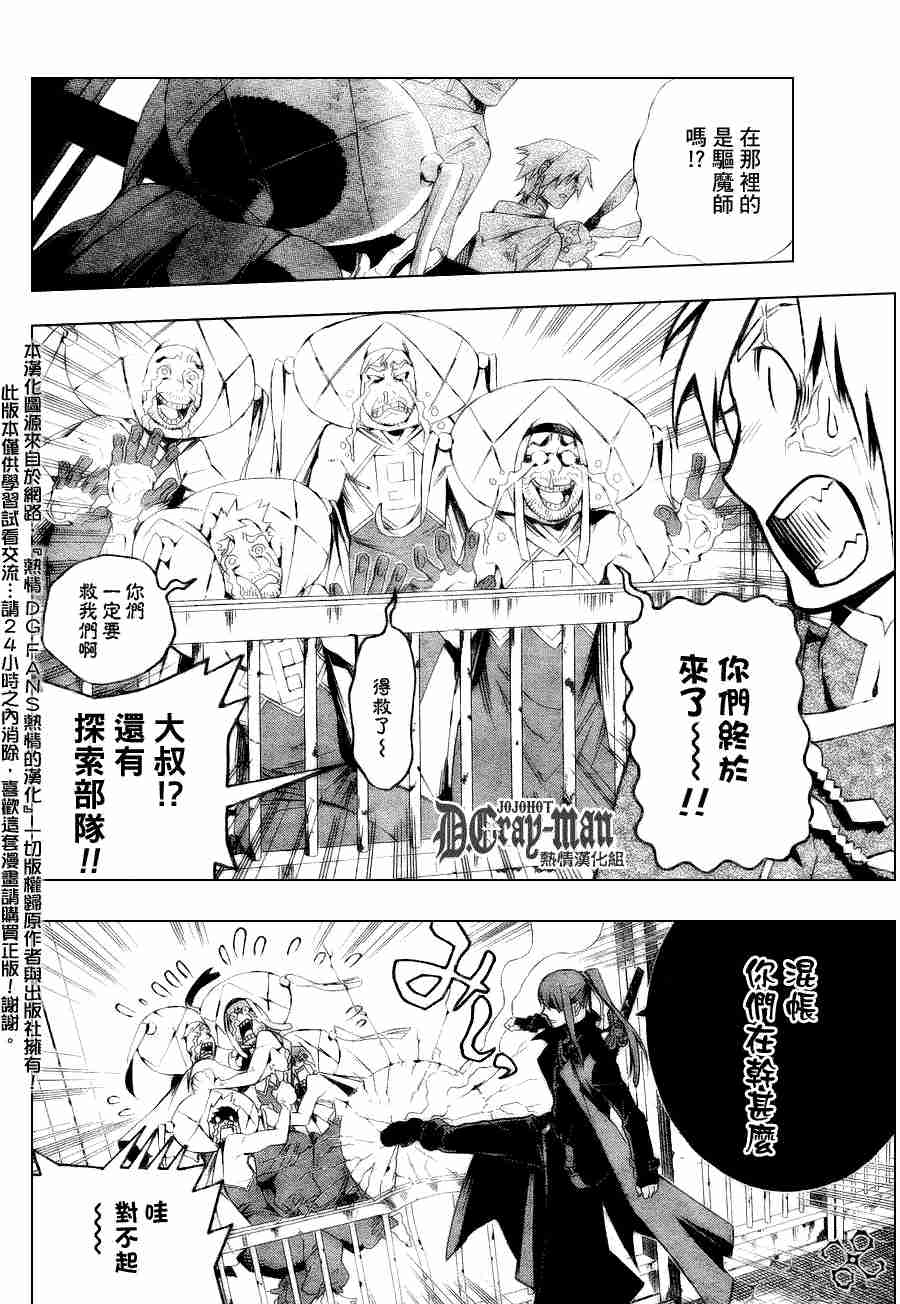 在那裡的
是驅魔師
嗎!?
你們終於
來了～～!!
得救了～
你們
一定要
救我們啊
大叔!?
還有
探索部隊!!
JOJOHOT
D.Gray-man
熱情漢化組
混帳
你們在幹甚麼
み
哇
對不起
～
本漢化圖源來自於網路…『熱情 DG-FANS熱情的漢化』一切版權歸原作者與出版社擁有！
此版本僅供學習試看交流…請24小時之內消除，喜歡這套漫畫請購買正版！謝謝。